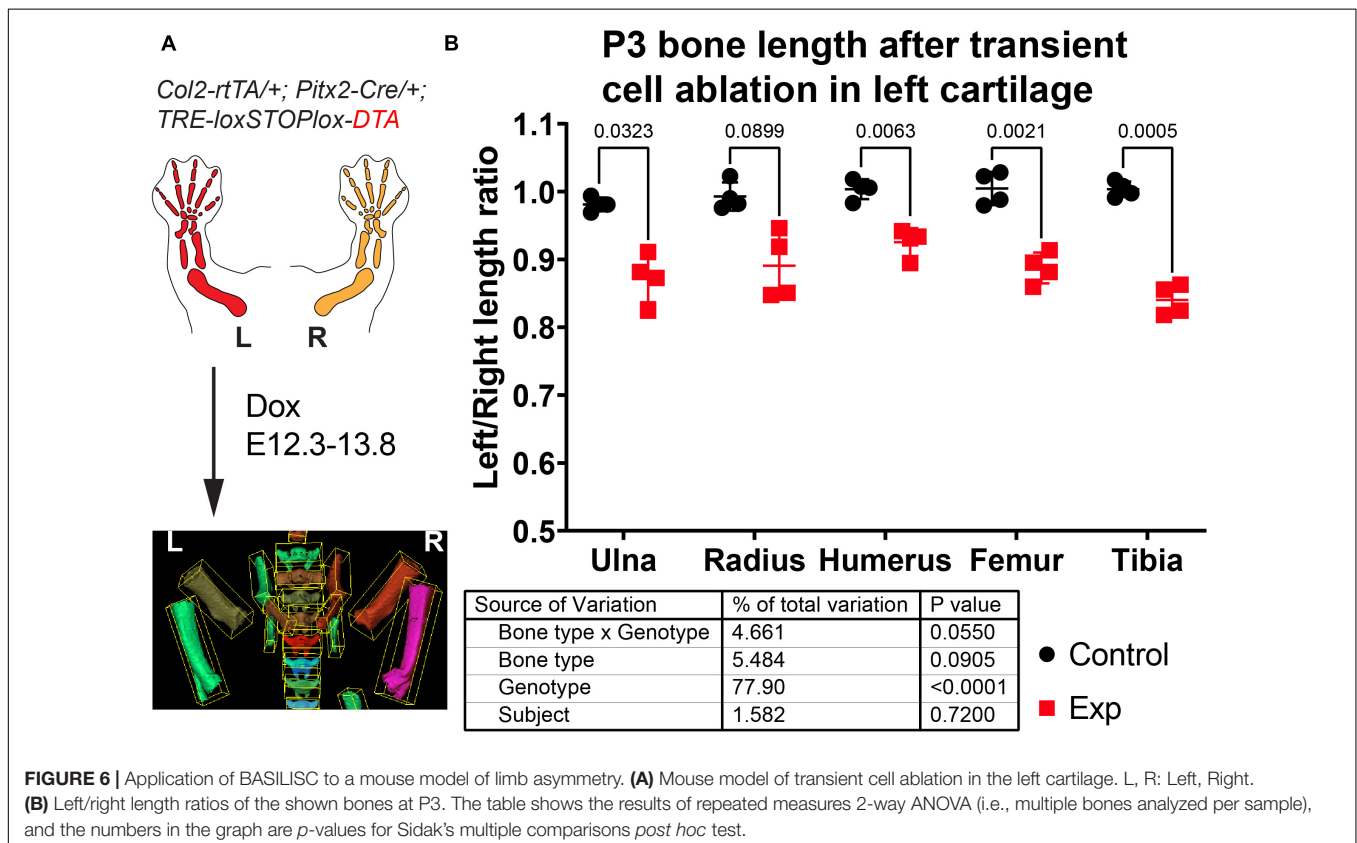 A
Col2-rtTA/+; Pitx2-Cre/+;
TRE-loxSTOPlox-DTA
L R
Dox
E12.3-13.8
L R
B
P3 bone length after transient
cell ablation in left cartilage
Left/Right length ratio
1.1
1.0
0.9
0.8
0.7
0.6
0.5
0.0323 0.0899 0.0063 0.0021 0.0005
Ulna Radius Humerus Femur Tibia
Source of Variation % of total variation P value
Bone type x Genotype 4.661 0.0550
Bone type 5.484 0.0905
Genotype 77.90 <0.0001
Subject 1.582 0.7200
Control
Exp
FIGURE 6 | Application of BASILISC to a mouse model of limb asymmetry. (A) Mouse model of transient cell ablation in the left cartilage. L, R: Left, Right.
(B) Left/right length ratios of the shown bones at P3. The table shows the results of repeated measures 2-way ANOVA (i.e., multiple bones analyzed per sample),
and the numbers in the graph are p-values for Sidak's multiple comparisons post hoc test.